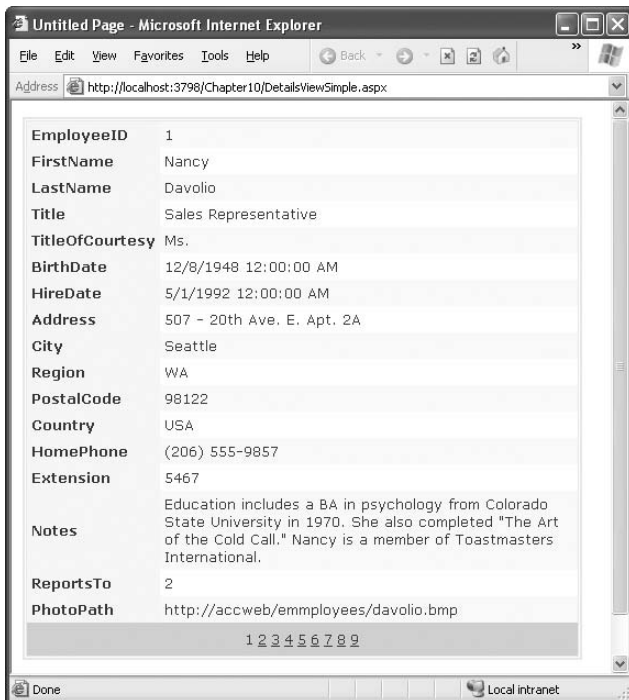 Untitled Page - Microsoft Internet Explorer
File Edit View Favorites Tools Help Back »
Address http://localhost:3798/Chapter10/DetailsViewSimple.aspx
EmployeeID 1
FirstName Nancy
LastName Davolio
Title Sales Representative
TitleOfCourtesy Ms.
BirthDate 12/8/1948 12:00:00 AM
HireDate 5/1/1992 12:00:00 AM
Address 507 - 20th Ave. E. Apt. 2A
City Seattle
Region WA
PostalCode 98122
Country USA
HomePhone (206) 555-9857
Extension 5467
Notes Education includes a BA in psychology from Colorado
State University in 1970. She also completed "The Art
of the Cold Call." Nancy is a member of Toastmasters
International.
ReportsTo 2
PhotoPath http://accweb/emmployees/davolio.bmp
1 2 3 4 5 6 7 8 9
Done Local intranet